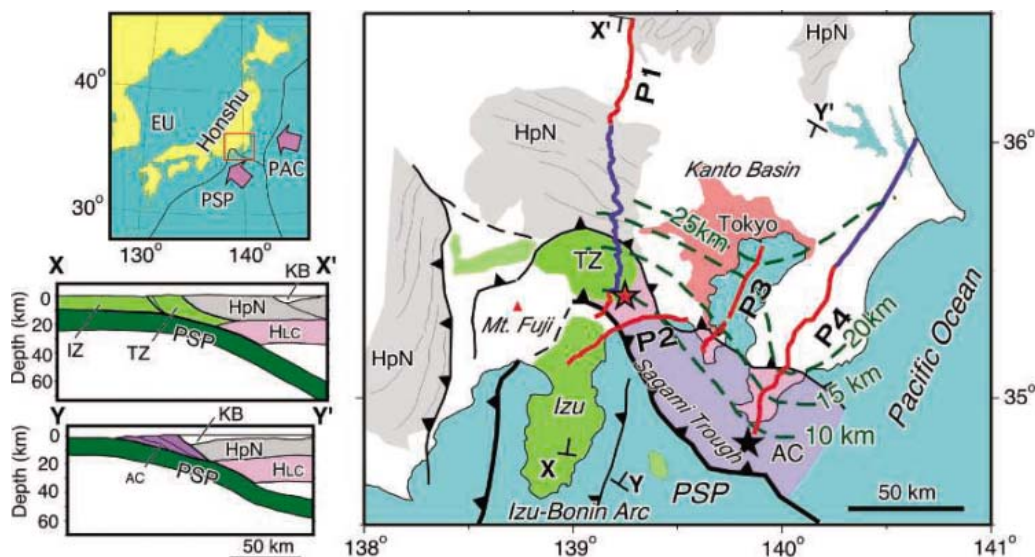 40°
30°
130°
140°
EU
Honshu
PAC
PSP
X
X'
KB
Depth (km)
0
20
40
60
HpN
HLC
PSP
IZ
TZ
Y
Y'
KB
Depth (km)
0
20
40
60
HpN
HLC
PSP
AC
50 km
X'
P1
HpN
HpN
Y'
36°
Kanto Basin
25km
Tokyo
TZ
P3
Mt. Fuji
P2
P4
20km
HpN
Pacific Ocean
35°
Sagami Trough
15 km
Izu
10 km
AC
X
Y
PSP
Izu-Bonin Arc
50 km
138°
139°
140°
141°